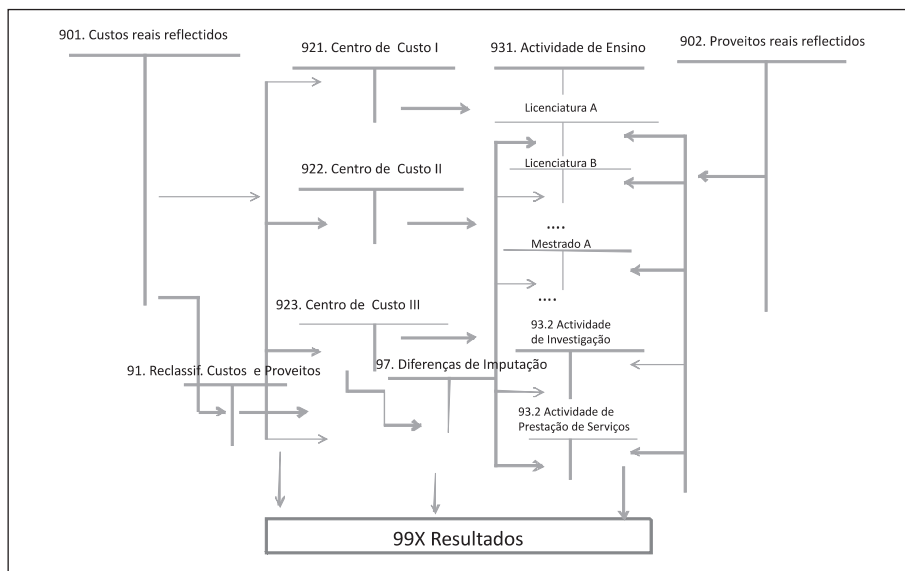 901. Custos reais reflectidos
921. Centro de Custo I
931. Actividade de Ensino
902. Proveitos reais reflectidos
Licenciatura A
922. Centro de Custo II
Licenciatura B
....
Mestrado A
....
923. Centro de Custo III
93.2 Actividade
de Investigação
91. Reclassif. Custos e Proveitos
97. Diferenças de Imputação
93.2 Actividade de
Prestação de Serviços
99X Resultados